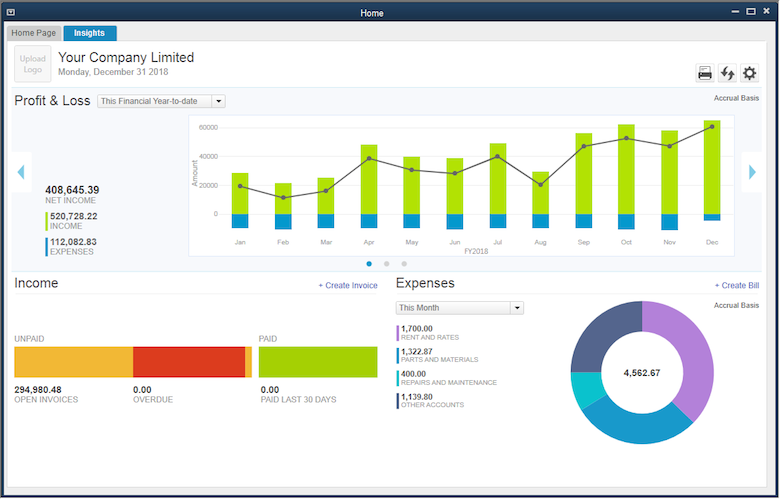 Home
Home Page
Insights
Upload
Logo
Your Company Limited
Monday, December 31 2018
Profit & Loss
This Financial Year-to-date
Accrual Basis
408,645.39
NET INCOME
520,728.22
INCOME
112,082.83
EXPENSES
Amount
60000
40000
20000
0
Jan Feb Mar Apr May Jun Jul Aug Sep Oct Nov Dec
FY2018
Income
+ Create Invoice
UNPAID
PAID
294,980.48
OPEN INVOICES
0.00
OVERDUE
0.00
PAID LAST 30 DAYS
Expenses
+ Create Bill
This Month
Accrual Basis
1,700.00
RENT AND RATES
1,322.87
PARTS AND MATERIALS
400.00
REPAIRS AND MAINTENANCE
1,139.80
OTHER ACCOUNTS
4,562.67